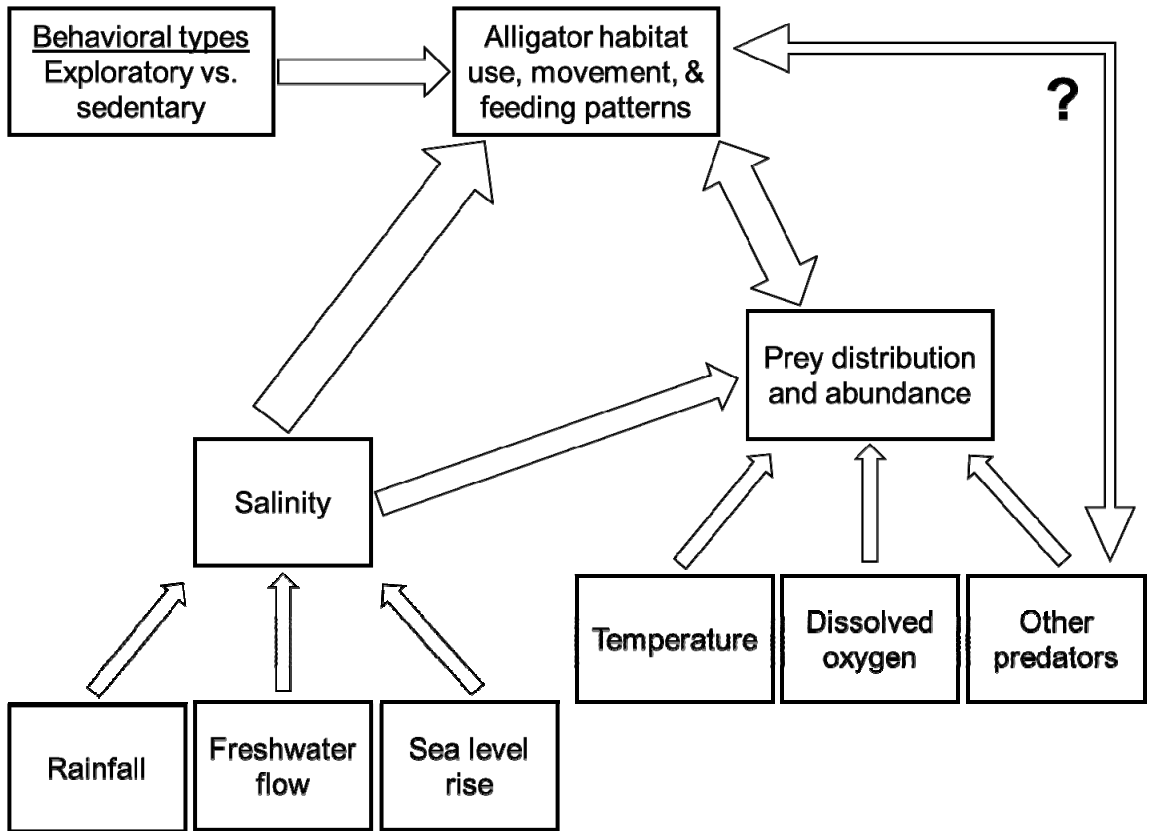 Behavioral types
Exploratory vs.
sedentary
Alligator habitat
use, movement, &
feeding patterns
?
Prey distribution
and abundance
Salinity
Temperature
Dissolved
oxygen
Other
predators
Rainfall
Freshwater
flow
Sea level
rise